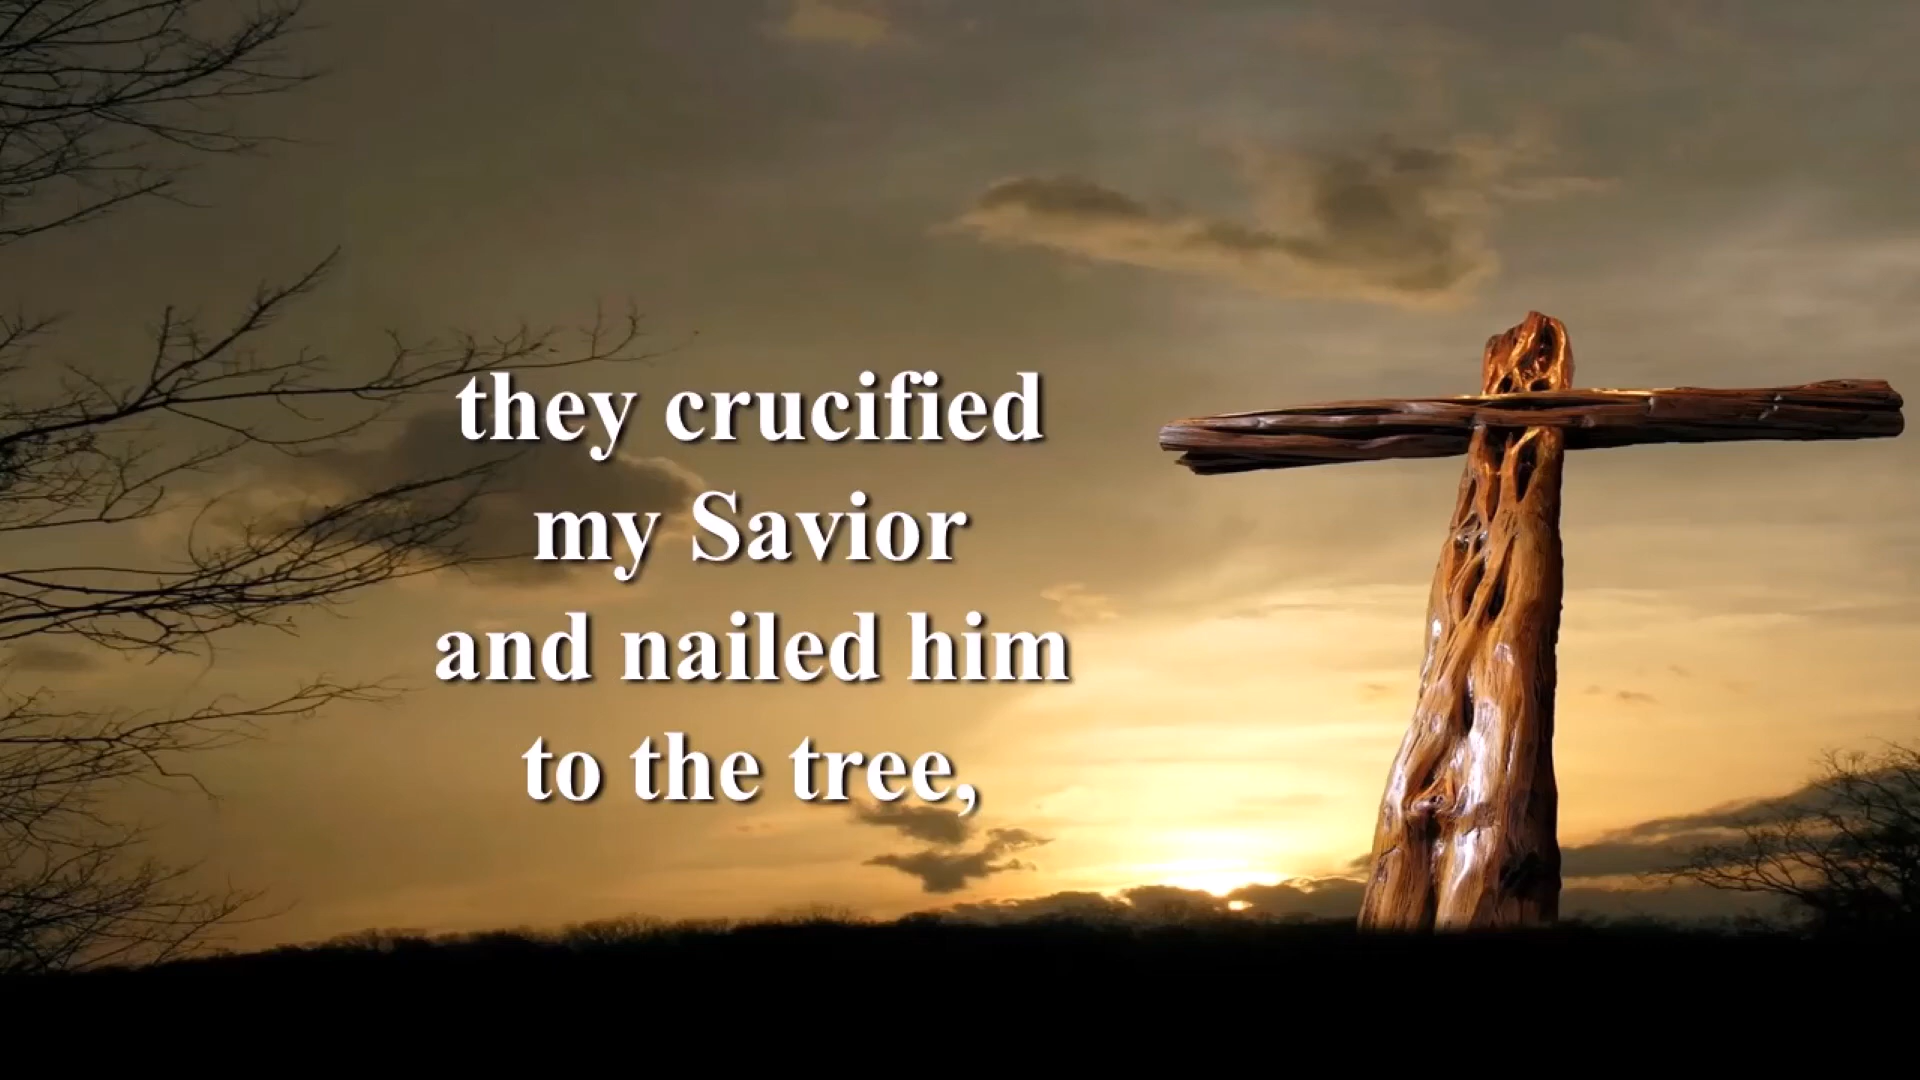 they crucified
my Savior
and nailed him
to the tree,